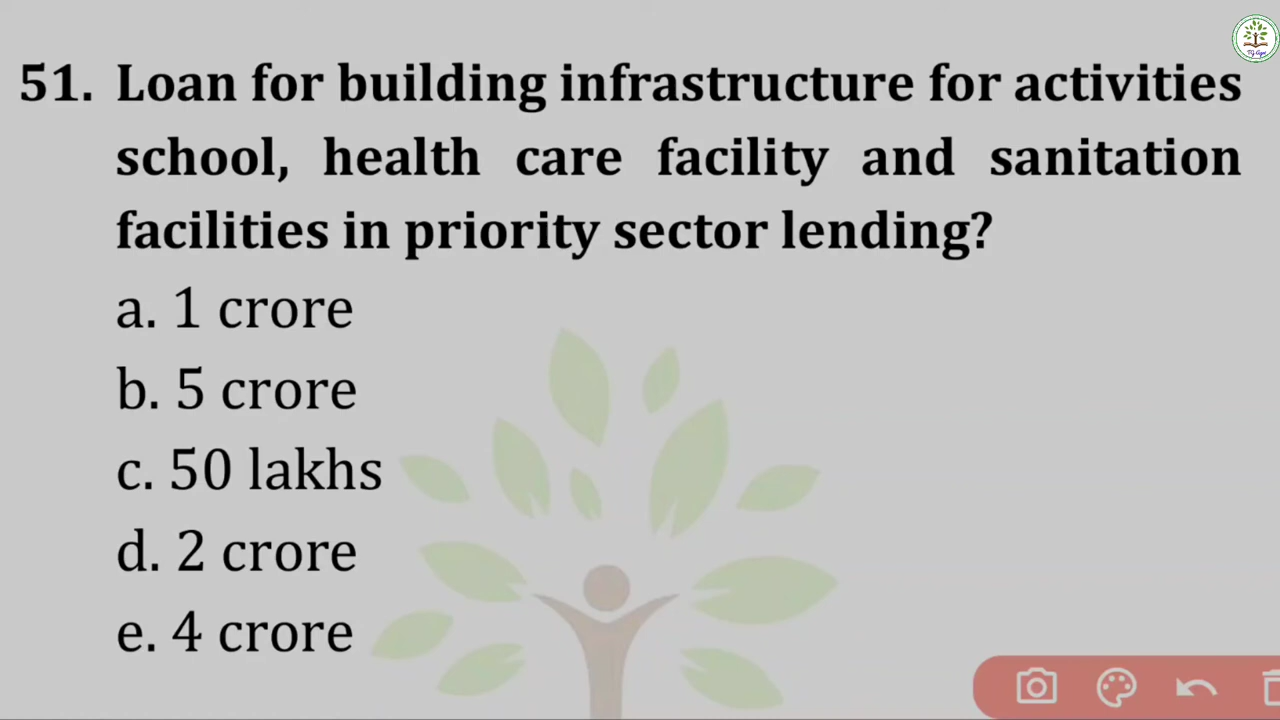 51. Loan for building infrastructure for activities
school, health care facility and sanitation
facilities in priority sector lending?
a. 1 crore
b. 5 crore
c. 50 lakhs
d. 2 crore
e. 4 crore